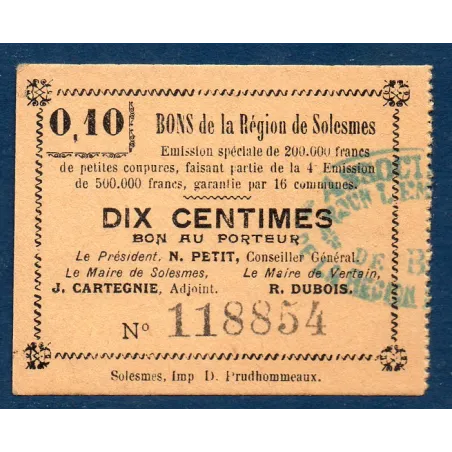 0,10
BONS de la Région de Solesmes
Emission spéciale de 200.000 francs
de petites coupures, faisant partie de la 4e Emission
de 500.000 francs, garantie par 16 communes.
DIX CENTIMES
BON AU PORTEUR
Le Président, N. PETIT, Conseiller Général.
Le Maire de Solesmes, Le Maire de Vertain,
J. CARTEGNIE, Adjoint. R. DUBOIS.
No 118854
Solesmes, Imp D. Prudhommeaux.